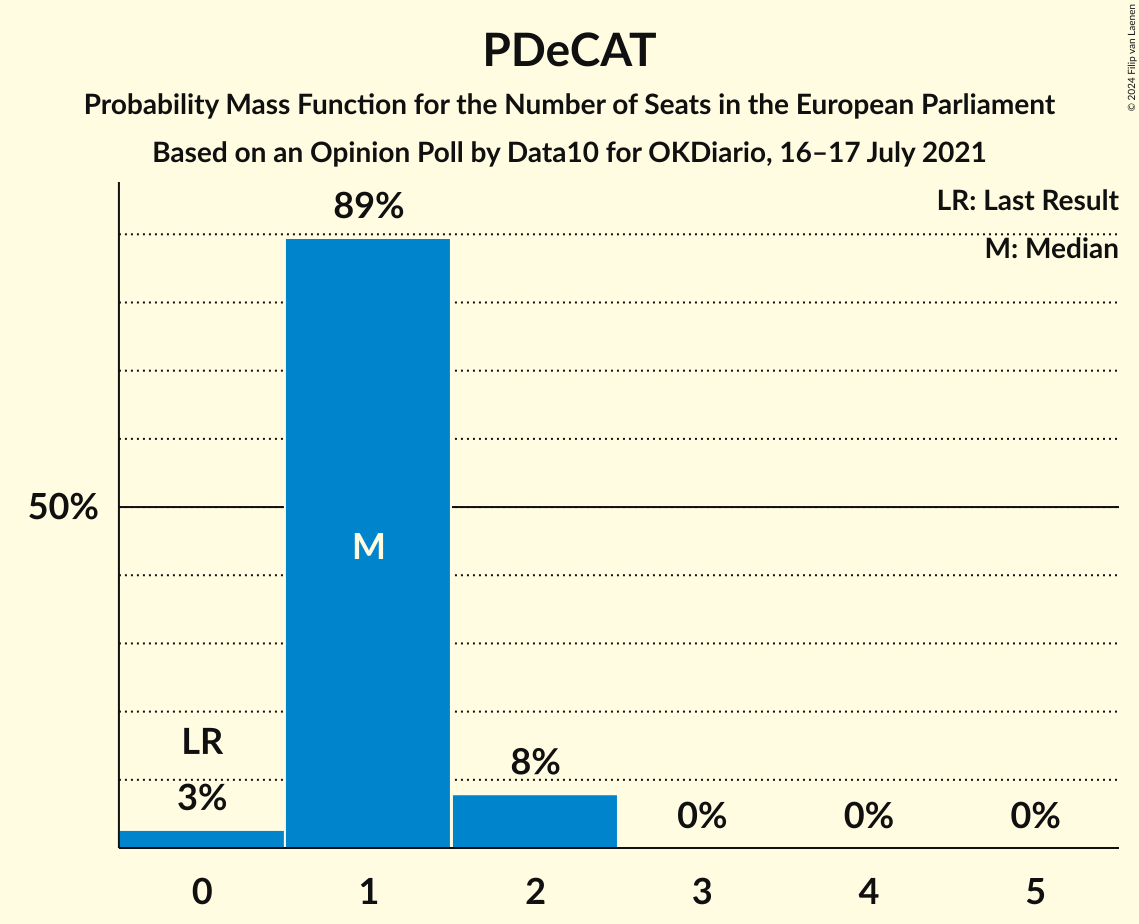 PDeCAT
Probability Mass Function for the Number of Seats in the European Parliament
Based on an Opinion Poll by Data10 for OKDiario, 16–17 July 2021
© 2024 Filip van Laenen
LR: Last Result
M: Median
89%
50%
M
LR
3%
8%
0%
0%
0%
0
1
2
3
4
5